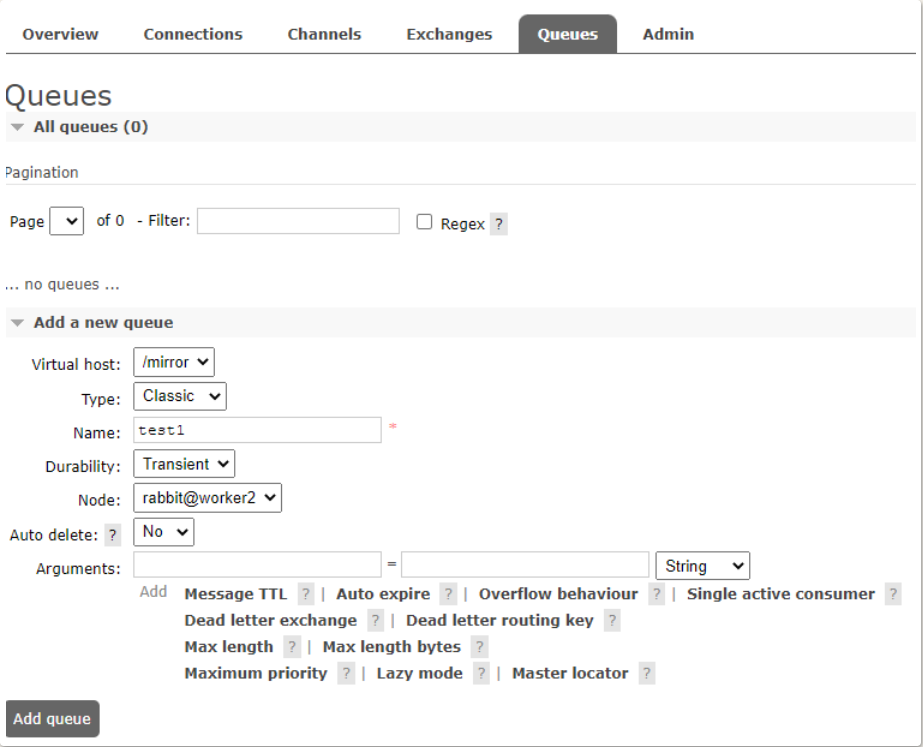 Overview Connections Channels Exchanges Queues Admin
Queues
All queues (0)
Pagination
Page of 0 - Filter: Regex ?
... no queues ...
Add a new queue
Virtual host: /mirror
Type: Classic
Name: test1 *
Durability: Transient
Node: rabbit@worker2
Auto delete: ? No
Arguments: = String
Add Message TTL ? | Auto expire ? | Overflow behaviour ? | Single active consumer ?
Dead letter exchange ? | Dead letter routing key ?
Max length ? | Max length bytes ?
Maximum priority ? | Lazy mode ? | Master locator ?
Add queue